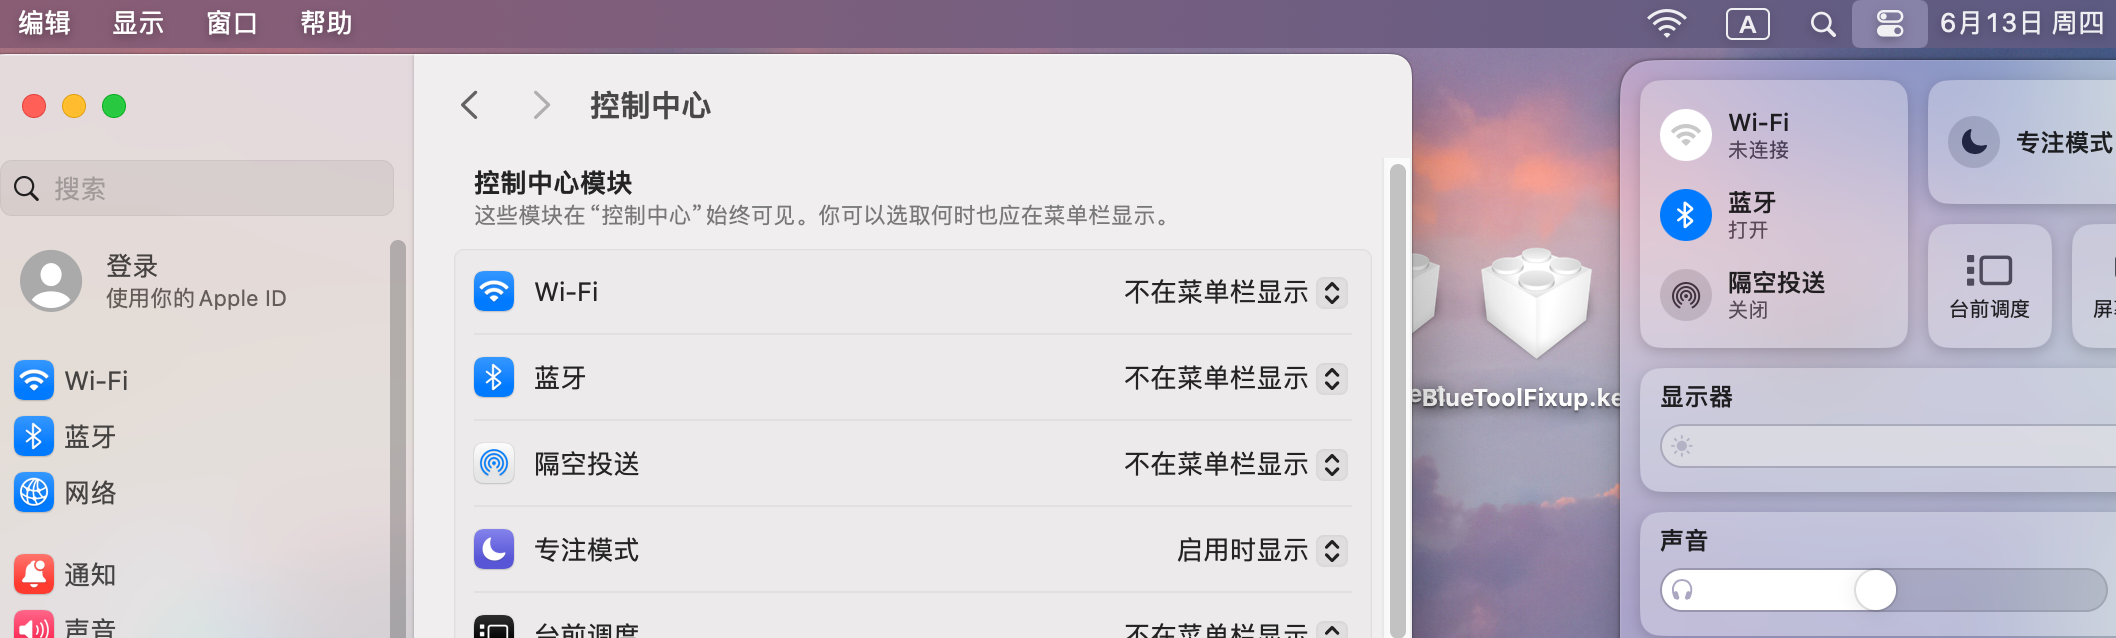 编辑 显示 窗口 帮助
A
6月13日 周四
控制中心
搜索
登录
使用你的Apple ID
Wi-Fi
蓝牙
网络
通知
声音
控制中心模块
这些模块在“控制中心”始终可见。你可以选取何时也应在菜单栏显示。
Wi-Fi 不在菜单栏显示
蓝牙 不在菜单栏显示
隔空投送 不在菜单栏显示
专注模式 启用时显示
台前调度 不在菜单栏显示
BlueToolFixup.ke
Wi-Fi
未连接
蓝牙
打开
隔空投送
关闭
专注模式
台前调度
屏
显示器
声音